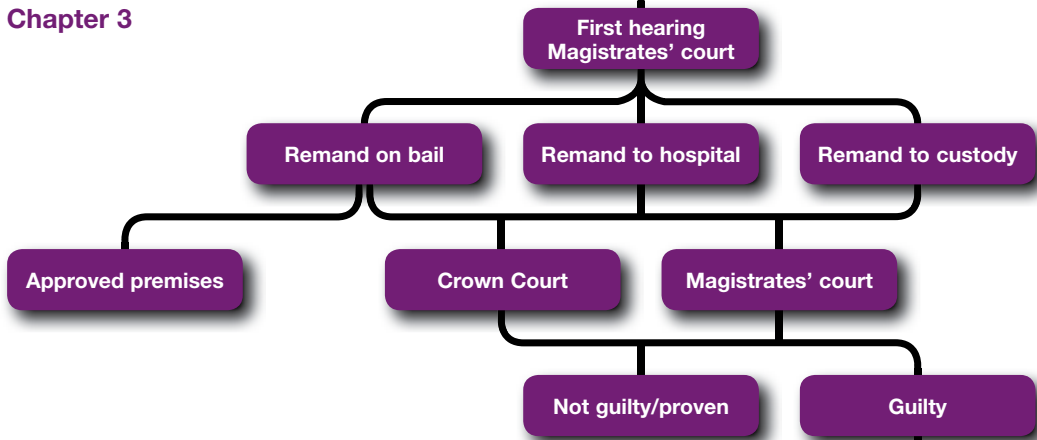 Chapter 3
First hearing
Magistrates’ court
Remand on bail
Remand to hospital
Remand to custody
Approved premises
Crown Court
Magistrates’ court
Not guilty/proven
Guilty